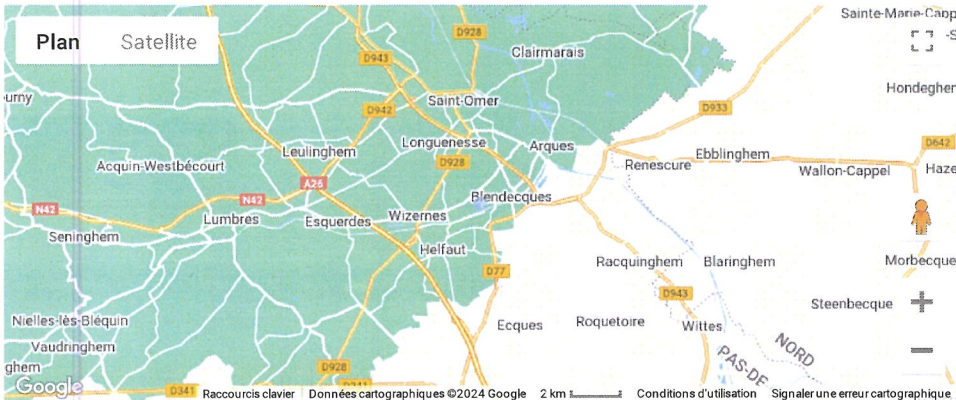 Sainte-Marie-Capp
Plan Satellite
D928
Clairmarais
D943
Hondeghem
urny
Saint-Omer
D933
D942
Longuenesse
Arques
D642
Leulinghem
D928
Ebblinghem
Acquin-Westbécourt
Renescure
Wallon-Cappel
Haze
A26
N42
Blendecques
N42
Lumbres
Esquerdes
Wizernes
Seninghem
Helfaut
Racquinghem
Blaringhem
Morbecque
D77
D943
Steenbecque
Nielles-lès-Bléquin
Ecques
Roquetoire
Wittes
Vaudringhem
NORD
PAS-DE
ghem
D928
Google
D341
D341
Raccourcis clavier Données cartographiques ©2024 Google 2 km Conditions d'utilisation Signaler une erreur cartographique